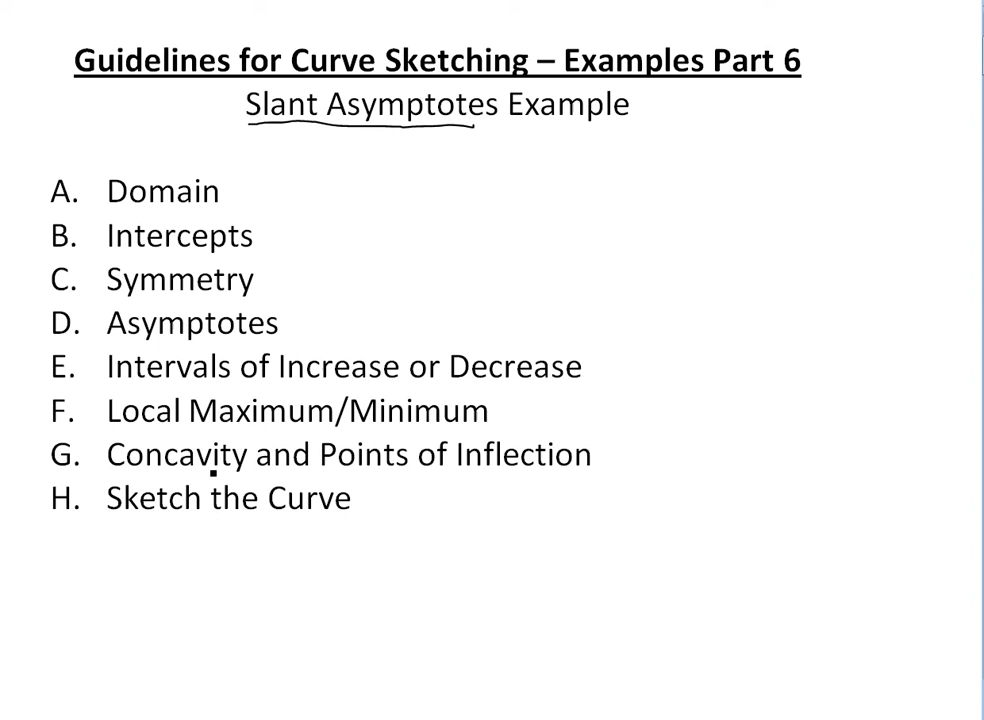 Guidelines for Curve Sketching – Examples Part 6
Slant Asymptotes Example
A. Domain
B. Intercepts
C. Symmetry
D. Asymptotes
E. Intervals of Increase or Decrease
F. Local Maximum/Minimum
G. Concavity and Points of Inflection
H. Sketch the Curve